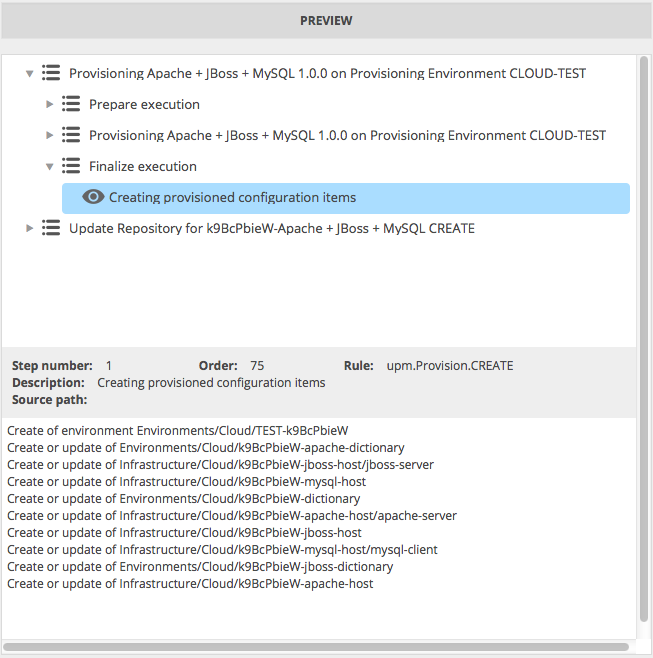 PREVIEW
Provisioning Apache + JBoss + MySQL 1.0.0 on Provisioning Environment CLOUD-TEST
Prepare execution
Provisioning Apache + JBoss + MySQL 1.0.0 on Provisioning Environment CLOUD-TEST
Finalize execution
Creating provisioned configuration items
Update Repository for k9BcPbieW-Apache + JBoss + MySQL CREATE
Step number: 1 Order: 75 Rule: upm.Provision.CREATE
Description: Creating provisioned configuration items
Source path:
Create of environment Environments/Cloud/TEST-k9BcPbieW
Create or update of Environments/Cloud/k9BcPbieW-apache-dictionary
Create or update of Infrastructure/Cloud/k9BcPbieW-jboss-host/jboss-server
Create or update of Infrastructure/Cloud/k9BcPbieW-mysql-host
Create or update of Environments/Cloud/k9BcPbieW-dictionary
Create or update of Infrastructure/Cloud/k9BcPbieW-apache-host/apache-server
Create or update of Infrastructure/Cloud/k9BcPbieW-jboss-host
Create or update of Infrastructure/Cloud/k9BcPbieW-mysql-host/mysql-client
Create or update of Environments/Cloud/k9BcPbieW-jboss-dictionary
Create or update of Infrastructure/Cloud/k9BcPbieW-apache-host